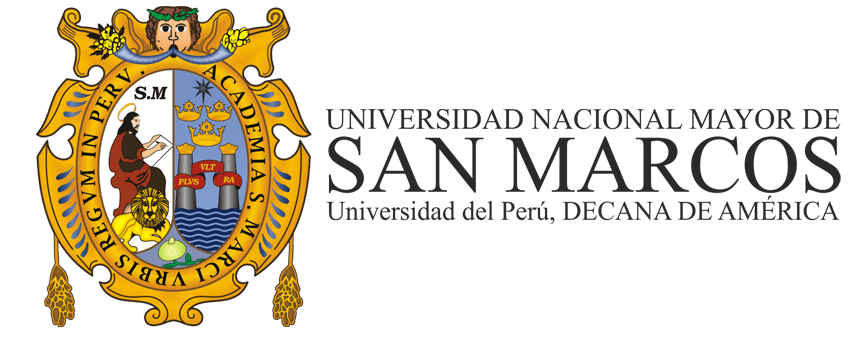 ACADEMIA S. MARCI VRBIS REGVM IN PERV.
S.M
PLVS VLT RA
UNIVERSIDAD NACIONAL MAYOR DE
SAN MARCOS
Universidad del Perú, DECANA DE AMÉRICA